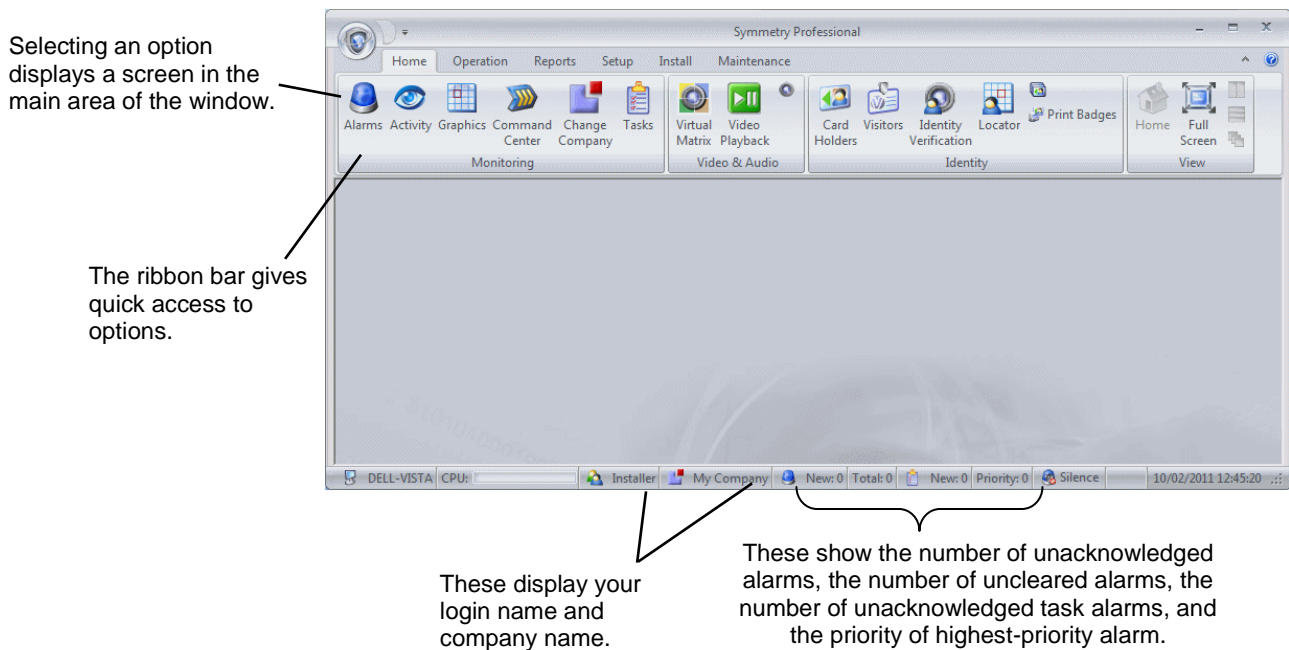 Symmetry Professional
Selecting an option
displays a screen in the
main area of the window.
Home Operation Reports Setup Install Maintenance
Alarms Activity Graphics Command Center Change Company Tasks
Monitoring
Virtual Matrix Video Playback
Video & Audio
Card Holders Visitors Identity Verification Locator Print Badges
Identity
Home Full Screen
View
The ribbon bar gives
quick access to
options.
DELL-VISTA CPU: Installer My Company New: 0 Total: 0 New: 0 Priority: 0 Silence 10/02/2011 12:45:20
These display your
login name and
company name.
These show the number of unacknowledged
alarms, the number of uncleared alarms, the
number of unacknowledged task alarms, and
the priority of highest-priority alarm.